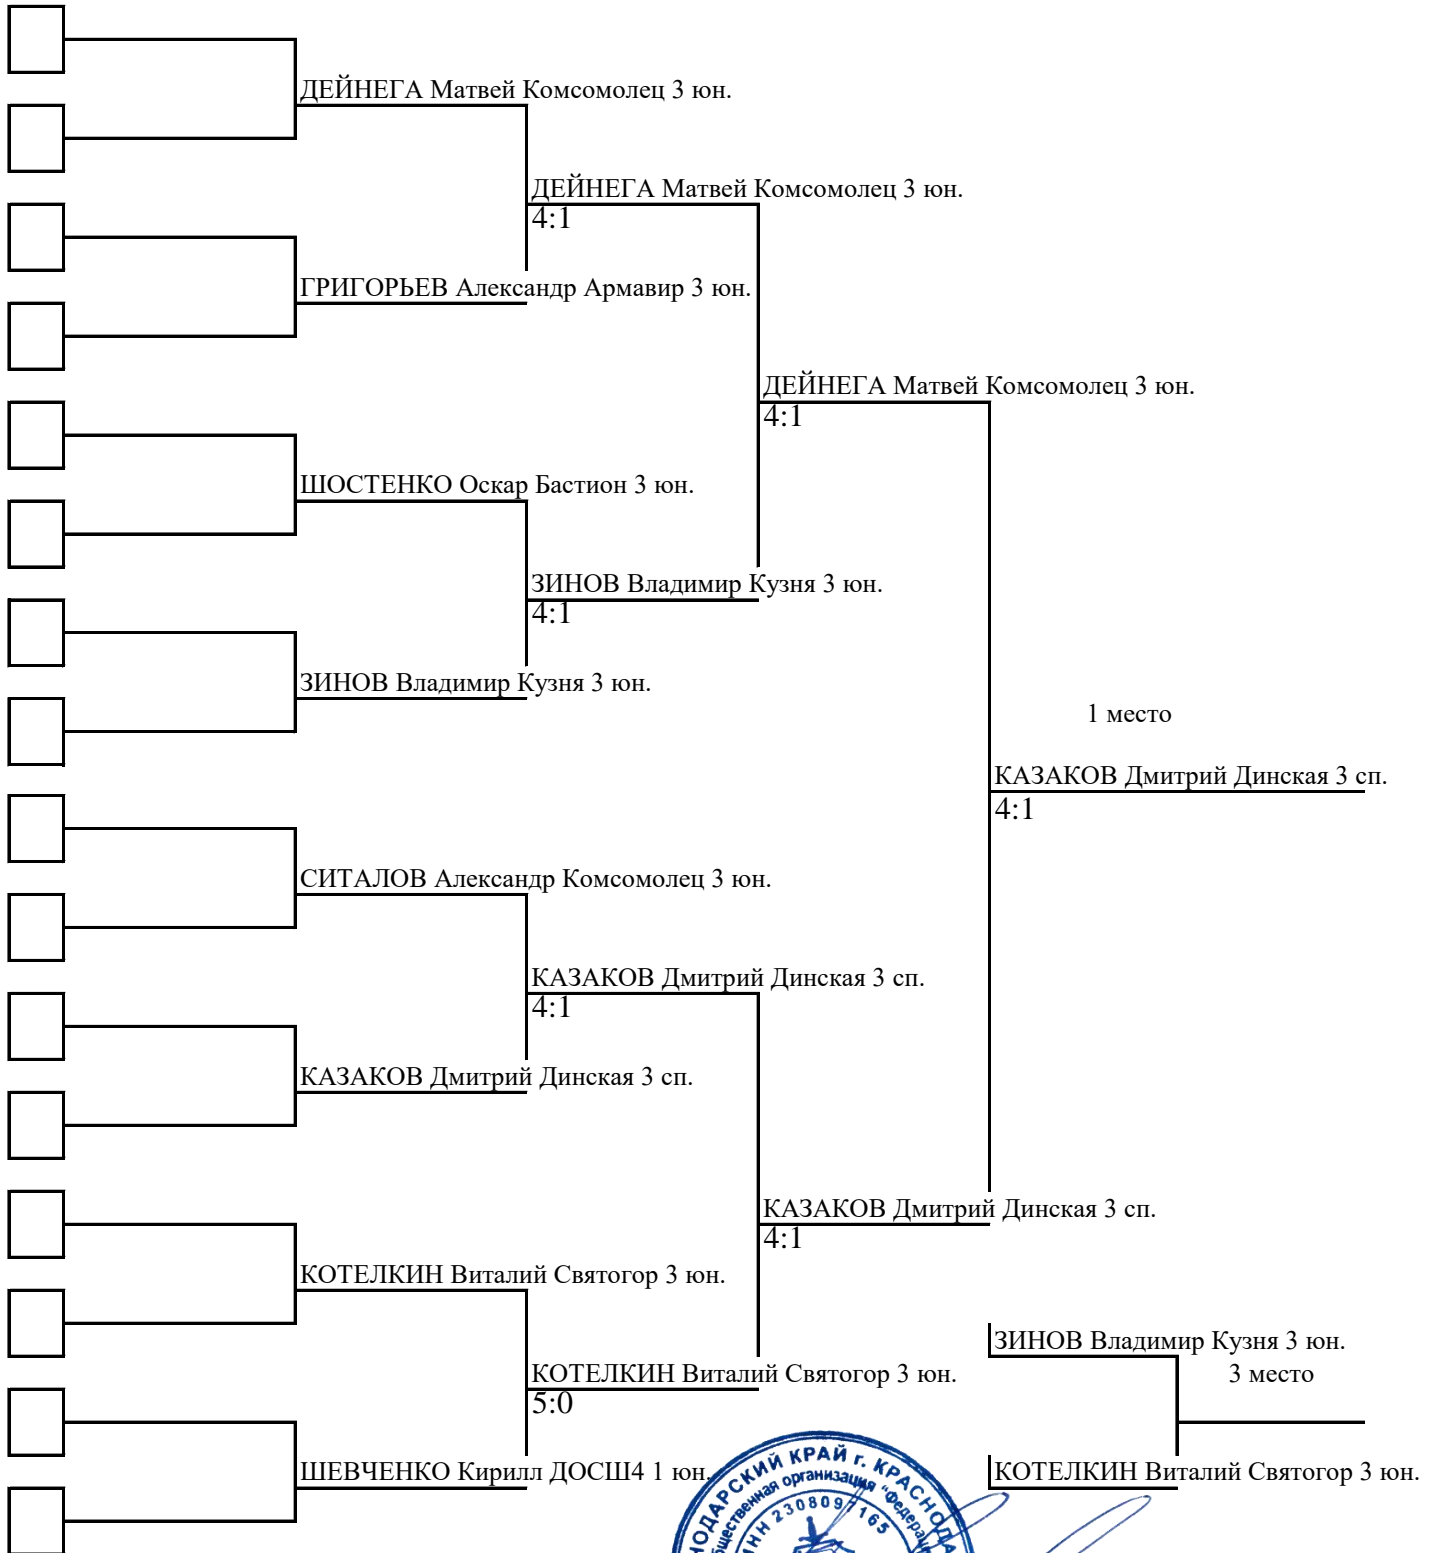 ДЕЙНЕГА Матвей Комсомолец 3 юн.
ДЕЙНЕГА Матвей Комсомолец 3 юн.
4:1
ГРИГОРЬЕВ Александр Армавир 3 юн.
ДЕЙНЕГА Матвей Комсомолец 3 юн.
4:1
ШОСТЕНКО Оскар Бастион 3 юн.
ЗИНОВ Владимир Кузня 3 юн.
4:1
ЗИНОВ Владимир Кузня 3 юн.
1 место
КАЗАКОВ Дмитрий Динская 3 сп.
4:1
СИТАЛОВ Александр Комсомолец 3 юн.
КАЗАКОВ Дмитрий Динская 3 сп.
4:1
КАЗАКОВ Дмитрий Динская 3 сп.
КАЗАКОВ Дмитрий Динская 3 сп.
4:1
КОТЕЛКИН Виталий Святогор 3 юн.
ЗИНОВ Владимир Кузня 3 юн.
3 место
КОТЕЛКИН Виталий Святогор 3 юн.
5:0
ШЕВЧЕНКО Кирилл ДОСШ4 1 юн.
КОТЕЛКИН Виталий Святогор 3 юн.
КРАЙ г.
организация
ИНН 2308097165